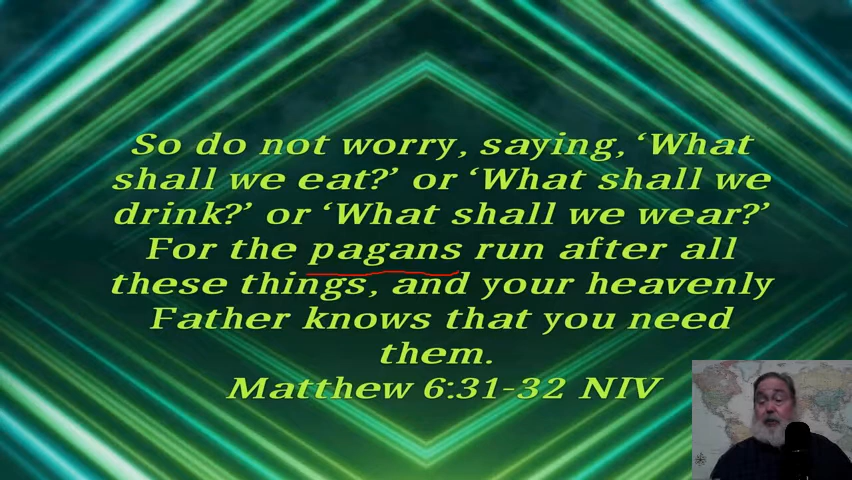 So do not worry, saying, ‘What
shall we eat?’ or ‘What shall we
drink?’ or ‘What shall we wear?’
For the pagans run after all
these things, and your heavenly
Father knows that you need
them.
Matthew 6:31-32 NIV